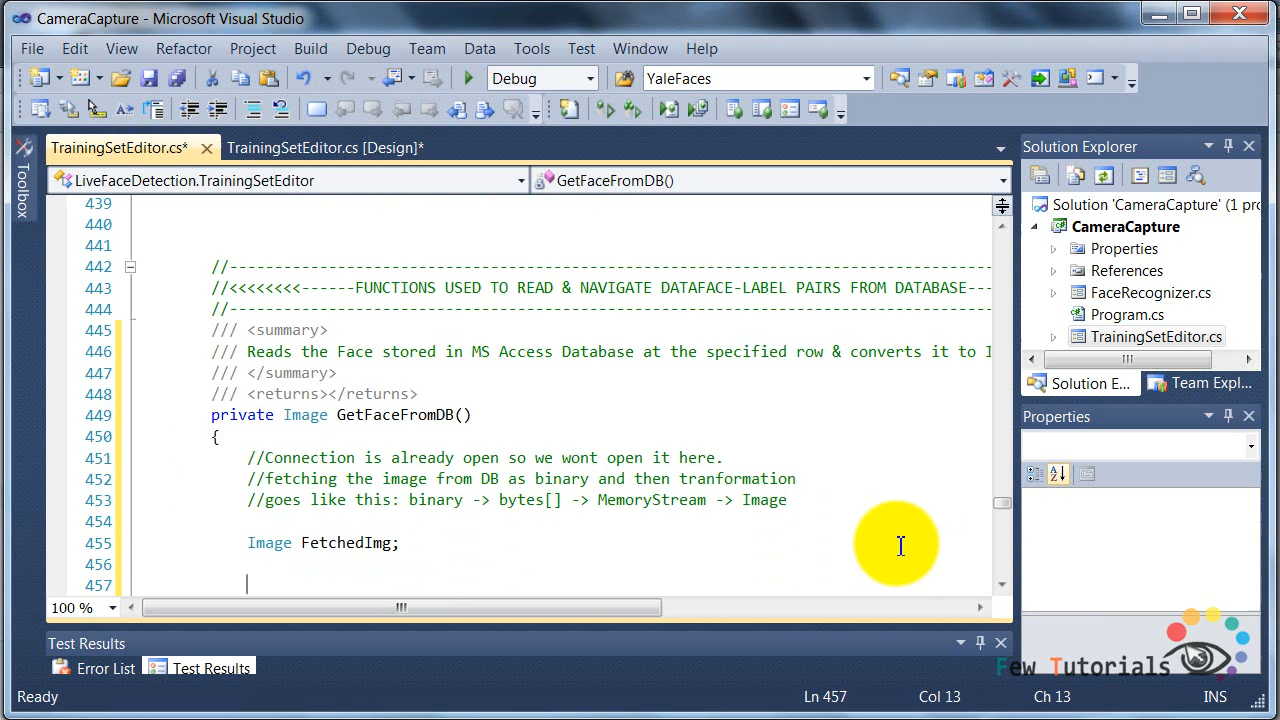 CameraCapture - Microsoft Visual Studio
File Edit View Refactor Project Build Debug Team Data Tools Test Window Help
Debug YaleFaces
Toolbox
TrainingSetEditor.cs* TrainingSetEditor.cs [Design]*
LiveFaceDetection.TrainingSetEditor GetFaceFromDB()
439
440
441
442 //------------------------------------------------------------------------------------
443 //<<<<<<<<------FUNCTIONS USED TO READ & NAVIGATE DATAFACE-LABEL PAIRS FROM DATABASE---
444 //------------------------------------------------------------------------------------
445 /// <summary>
446 /// Reads the Face stored in MS Access Database at the specified row & converts it to I
447 /// </summary>
448 /// <returns></returns>
449 private Image GetFaceFromDB()
450 {
451 //Connection is already open so we wont open it here.
452 //fetching the image from DB as binary and then tranformation
453 //goes like this: binary -> bytes[] -> MemoryStream -> Image
454
455 Image FetchedImg;
456
457
100 %
Solution Explorer
Solution 'CameraCapture' (1 pro
CameraCapture
Properties
References
FaceRecognizer.cs
Program.cs
TrainingSetEditor.cs
Solution E... Team Expl...
Properties
Test Results
Error List Test Results
Few Tutorials
Ready Ln 457 Col 13 Ch 13 INS